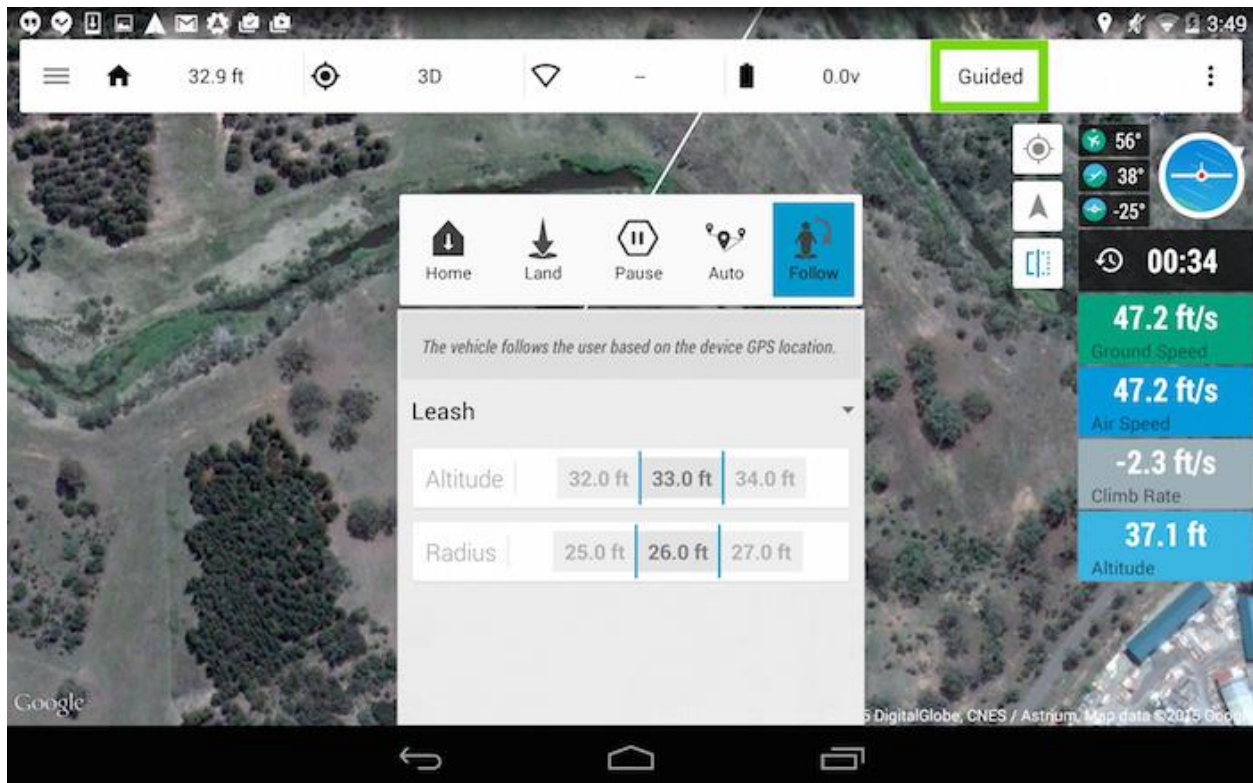 3:49
32.9 ft 3D – 0.0v Guided
56°
38°
-25°
Home Land Pause Auto Follow
00:34
The vehicle follows the user based on the device GPS location.
47.2 ft/s
Ground Speed
Leash
47.2 ft/s
Air Speed
Altitude 32.0 ft 33.0 ft 34.0 ft
-2.3 ft/s
Climb Rate
Radius 25.0 ft 26.0 ft 27.0 ft
37.1 ft
Altitude
Google
5 DigitalGlobe, CNES / Astrium, Map data ©2015 Google